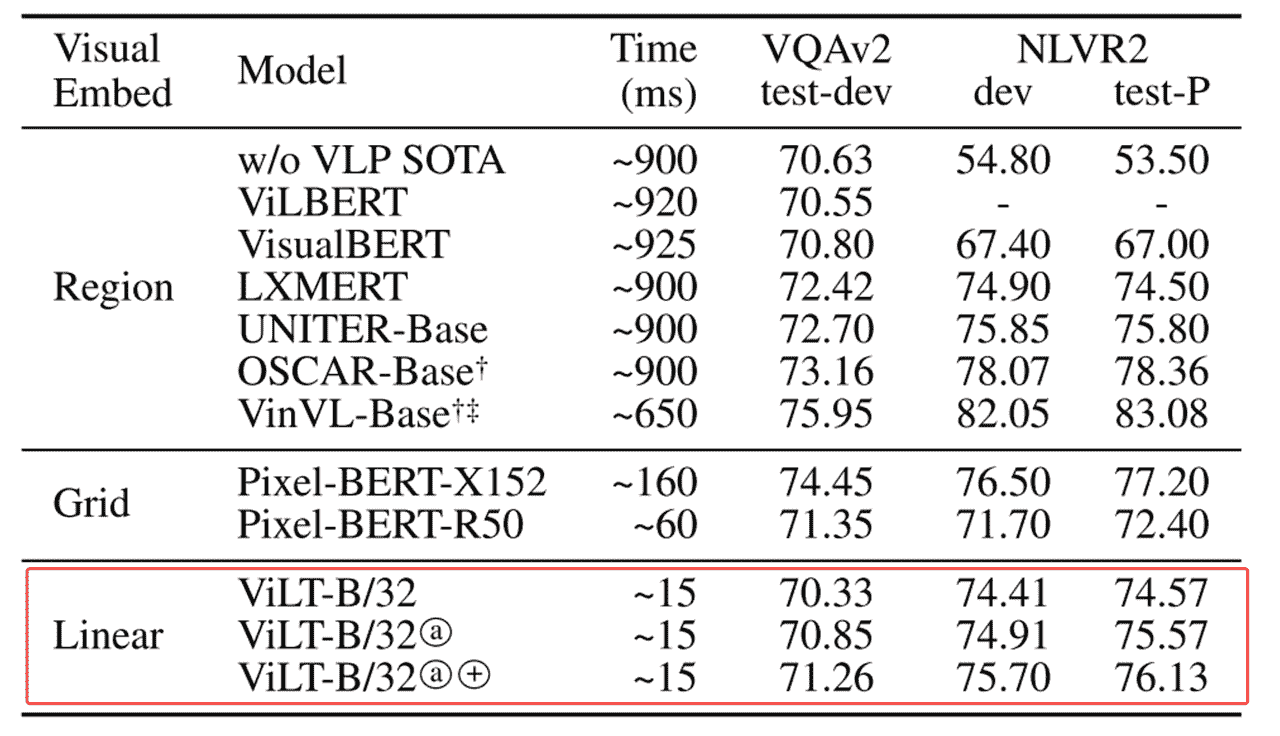 Visual Embed Model Time (ms) VQAv2 test-dev NLVR2 dev test-P
Region
w/o VLP SOTA ~900 70.63 54.80 53.50
ViLBERT ~920 70.55 - -
VisualBERT ~925 70.80 67.40 67.00
LXMERT ~900 72.42 74.90 74.50
UNITER-Base ~900 72.70 75.85 75.80
OSCAR-Base† ~900 73.16 78.07 78.36
VinVL-Base†‡ ~650 75.95 82.05 83.08
Grid
Pixel-BERT-X152 ~160 74.45 76.50 77.20
Pixel-BERT-R50 ~60 71.35 71.70 72.40
Linear
ViLT-B/32 ~15 70.33 74.41 74.57
ViLT-B/32ⓐ ~15 70.85 74.91 75.57
ViLT-B/32ⓐ⊕ ~15 71.26 75.70 76.13